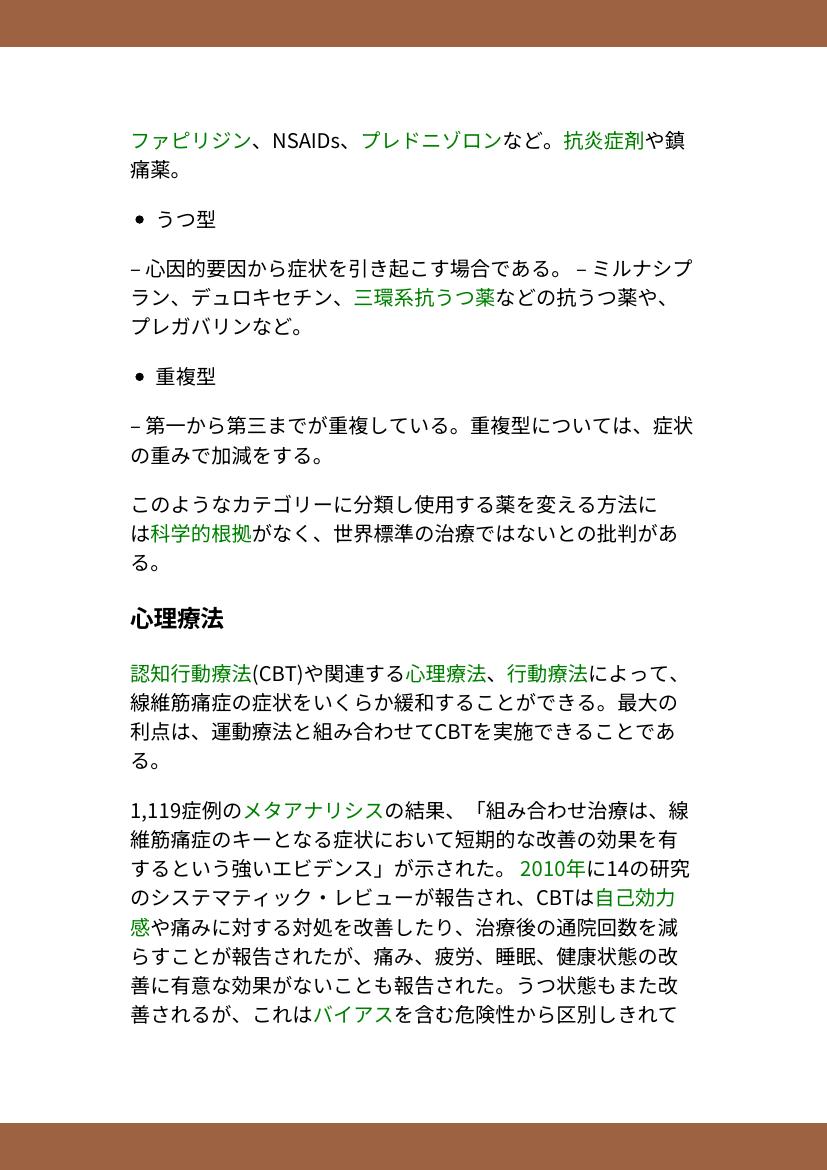 ファピリジン、NSAIDs、プレドニゾロンなど。抗炎症剤や鎮
痛薬。
• うつ型
– 心因的要因から症状を引き起こす場合である。 – ミルナシプ
ラン、デュロキセチン、三環系抗うつ薬などの抗うつ薬や、
プレガバリンなど。
• 重複型
– 第一から第三までが重複している。重複型については、症状
の重みで加減をする。
このようなカテゴリーに分類し使用する薬を変える方法に
は科学的根拠がなく、世界標準の治療ではないとの批判があ
る。
心理療法
認知行動療法(CBT)や関連する心理療法、行動療法によって、
線維筋痛症の症状をいくらか緩和することができる。最大の
利点は、運動療法と組み合わせてCBTを実施できることであ
る。
1,119症例のメタアナリシスの結果、「組み合わせ治療は、線
維筋痛症のキーとなる症状において短期的な改善の効果を有
するという強いエビデンス」が示された。 2010年に14の研究
のシステマティック・レビューが報告され、CBTは自己効力
感や痛みに対する対処を改善したり、治療後の通院回数を減
らすことが報告されたが、痛み、疲労、睡眠、健康状態の改
善に有意な効果がないことも報告された。うつ状態もまた改
善されるが、これはバイアスを含む危険性から区別しきれて